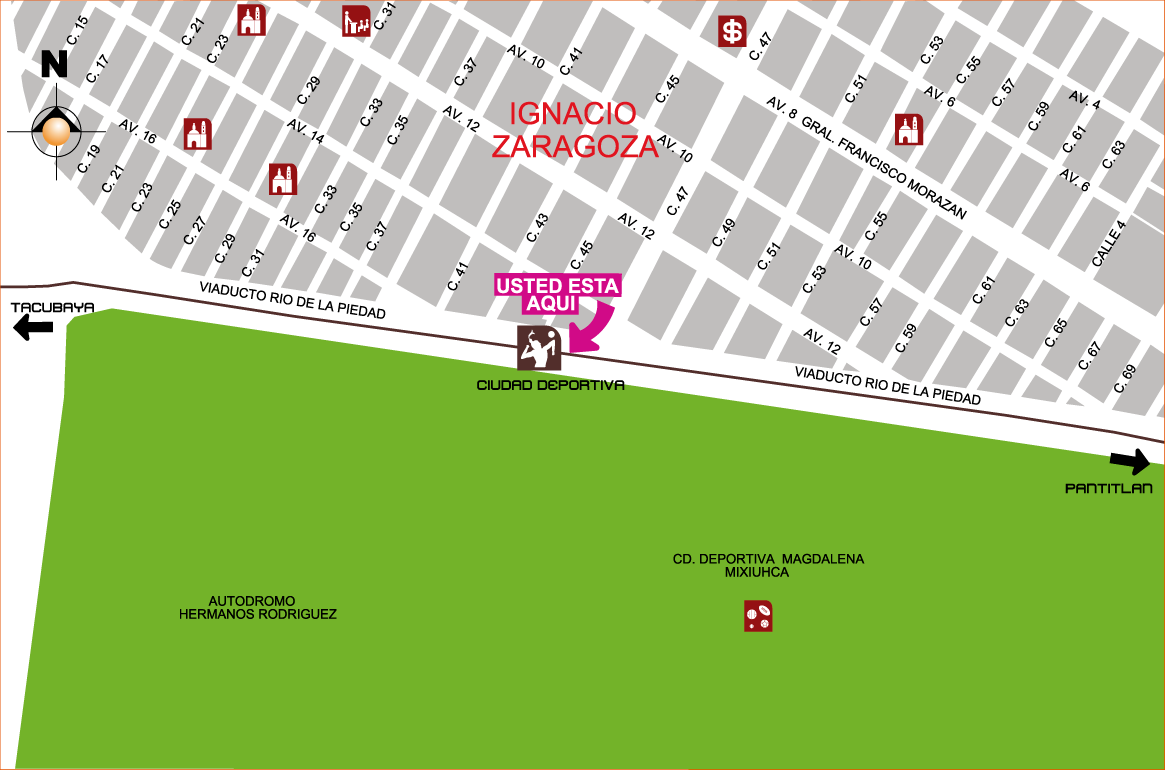 C. 15
C. 21
C. 23
C. 31
C. 17
N
C. 29
C. 37
AV. 10
C. 41
C. 45
C. 47
C. 51
C. 53
C. 55
C. 57
AV. 6
C. 59
AV. 4
C. 61
C. 63
AV. 16
AV. 14
C. 33
C. 35
AV. 12
IGNACIO
ZARAGOZA
AV. 10
AV. 8 GRAL. FRANCISCO MORAZAN
AV. 6
CALLE 4
C. 19
C. 21
C. 23
C. 25
C. 27
C. 29
C. 31
AV. 16
C. 33
C. 35
C. 37
C. 41
C. 43
C. 45
AV. 12
C. 47
C. 49
C. 51
C. 53
AV. 10
C. 55
C. 57
C. 59
AV. 12
C. 61
C. 63
C. 65
C. 67
C. 69
USTED ESTA
AQUI
TACUBAYA
VIADUCTO RIO DE LA PIEDAD
CIUDAD DEPORTIVA
VIADUCTO RIO DE LA PIEDAD
PANTITLAN
CD. DEPORTIVA MAGDALENA
MIXIUHCA
AUTODROMO
HERMANOS RODRIGUEZ
$